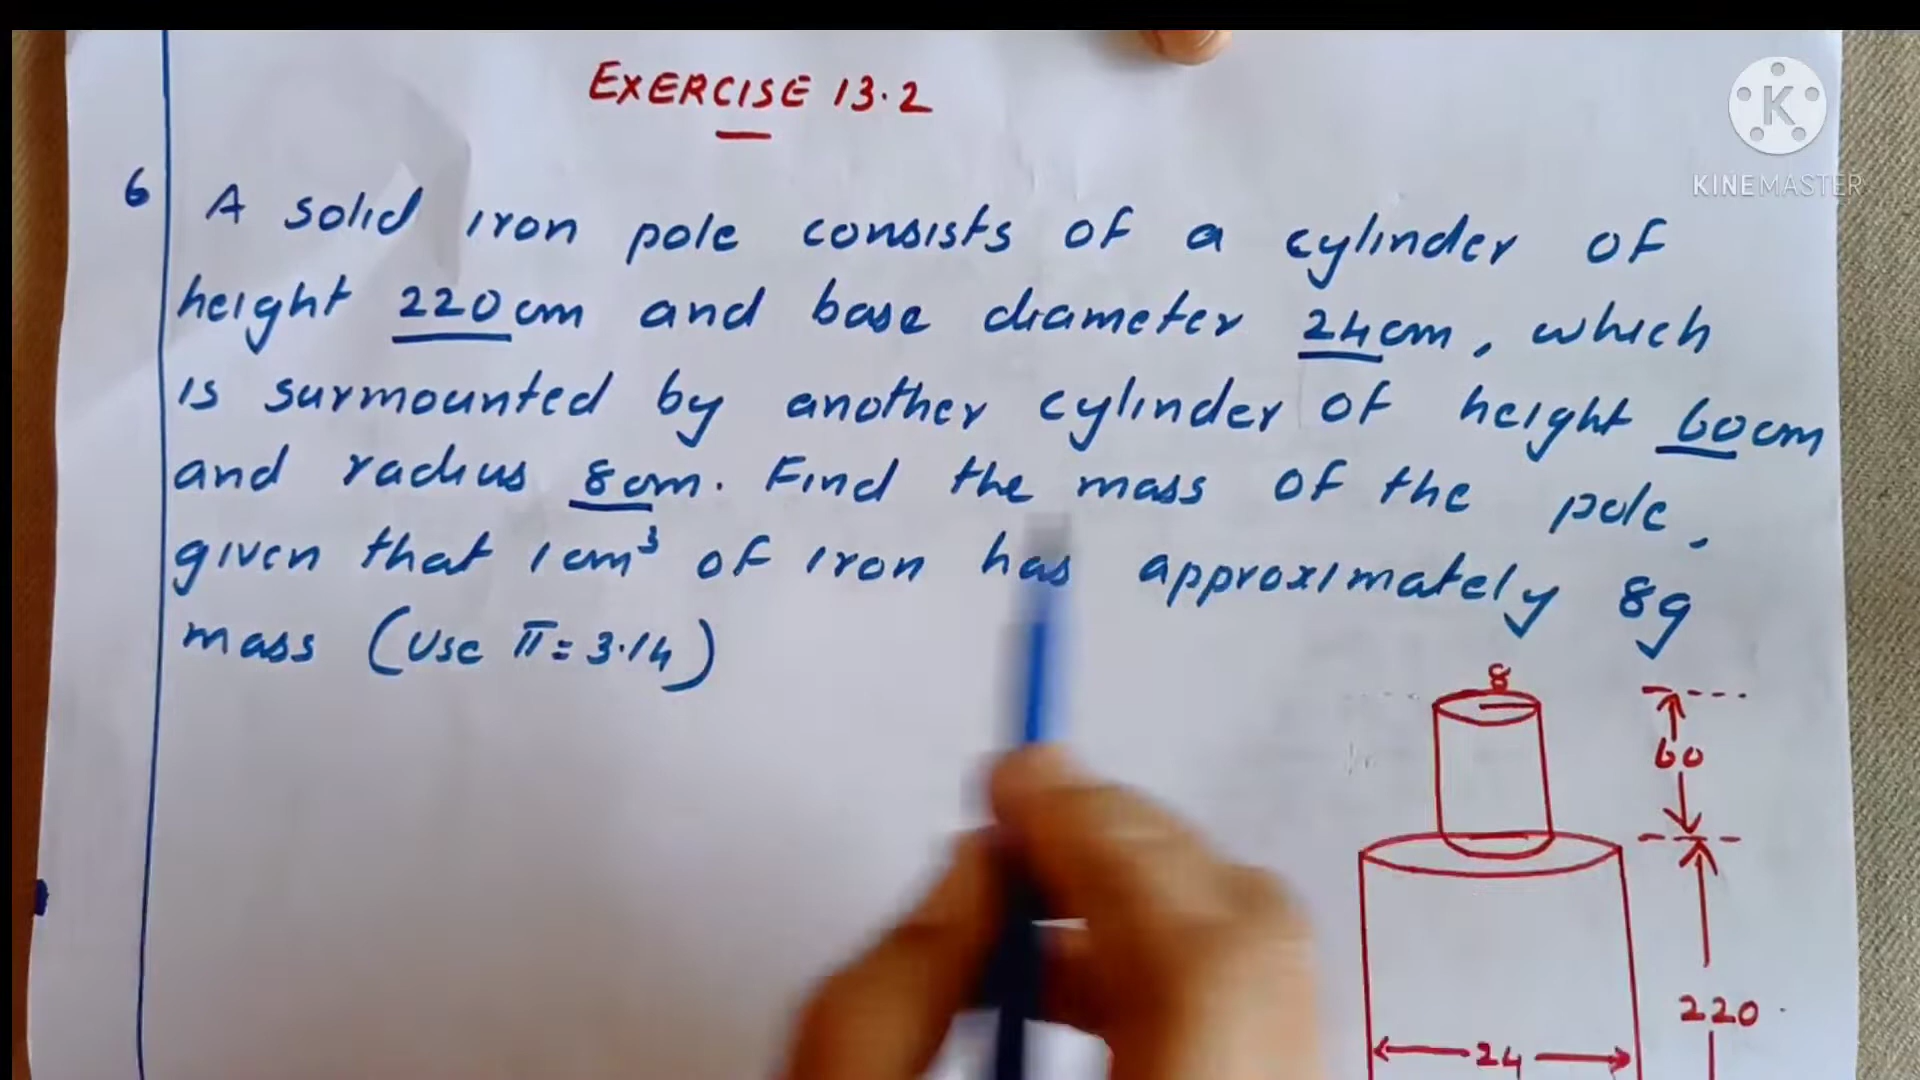 EXERCISE 13.2
K
KINEMASTER
6 A solid iron pole consists of a cylinder of
height 220cm and base diameter 24cm, which
is surmounted by another cylinder of height 60cm
and radius 8cm. Find the mass of the pole,
given that 1cm³ of iron has approximately 8g
mass (Use π = 3.14)
8
60
220
24